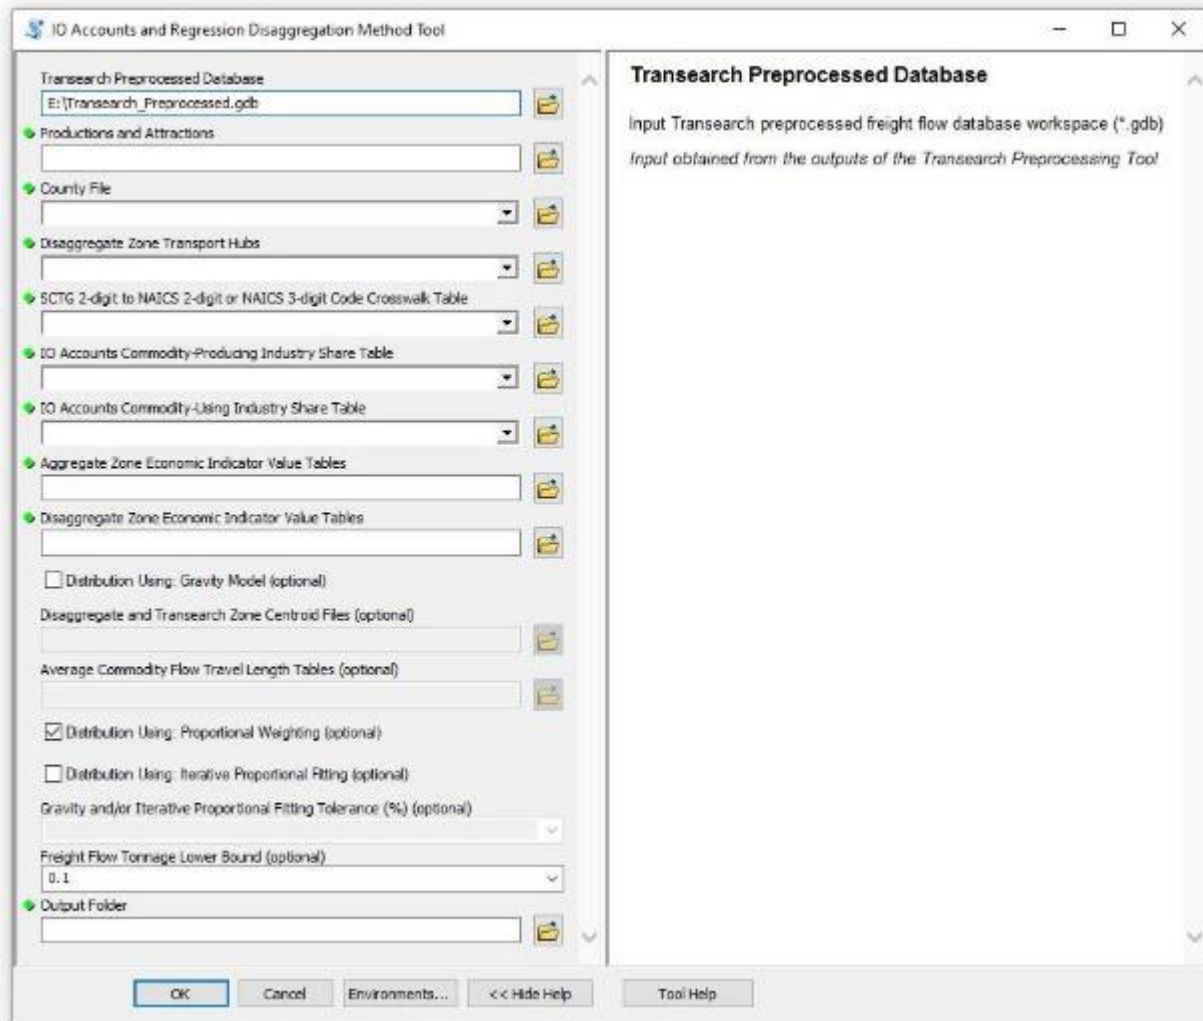 IO Accounts and Regression Disaggregation Method Tool
Transearch Preprocessed Database
E:\Transearch_Preprocessed.gdb
Productions and Attractions
County File
Disaggregate Zone Transport Hubs
SCTG 2-digit to NAICS 2-digit or NAICS 3-digit Code Crosswalk Table
IO Accounts Commodity-Producing Industry Share Table
IO Accounts Commodity-Using Industry Share Table
Aggregate Zone Economic Indicator Value Tables
Disaggregate Zone Economic Indicator Value Tables
Distribution Using: Gravity Model (optional)
Disaggregate and Transearch Zone Centroid Files (optional)
Average Commodity Flow Travel Length Tables (optional)
Distribution Using: Proportional Weighting (optional)
Distribution Using: Iterative Proportional Fitting (optional)
Gravity and/or Iterative Proportional Fitting Tolerance (%) (optional)
Freight Flow Tonnage Lower Bound (optional)
0.1
Output Folder
Transearch Preprocessed Database
Input Transearch preprocessed freight flow database workspace (*.gdb)
Input obtained from the outputs of the Transearch Preprocessing Tool
OK
Cancel
Environments...
<< Hide Help
Tool Help